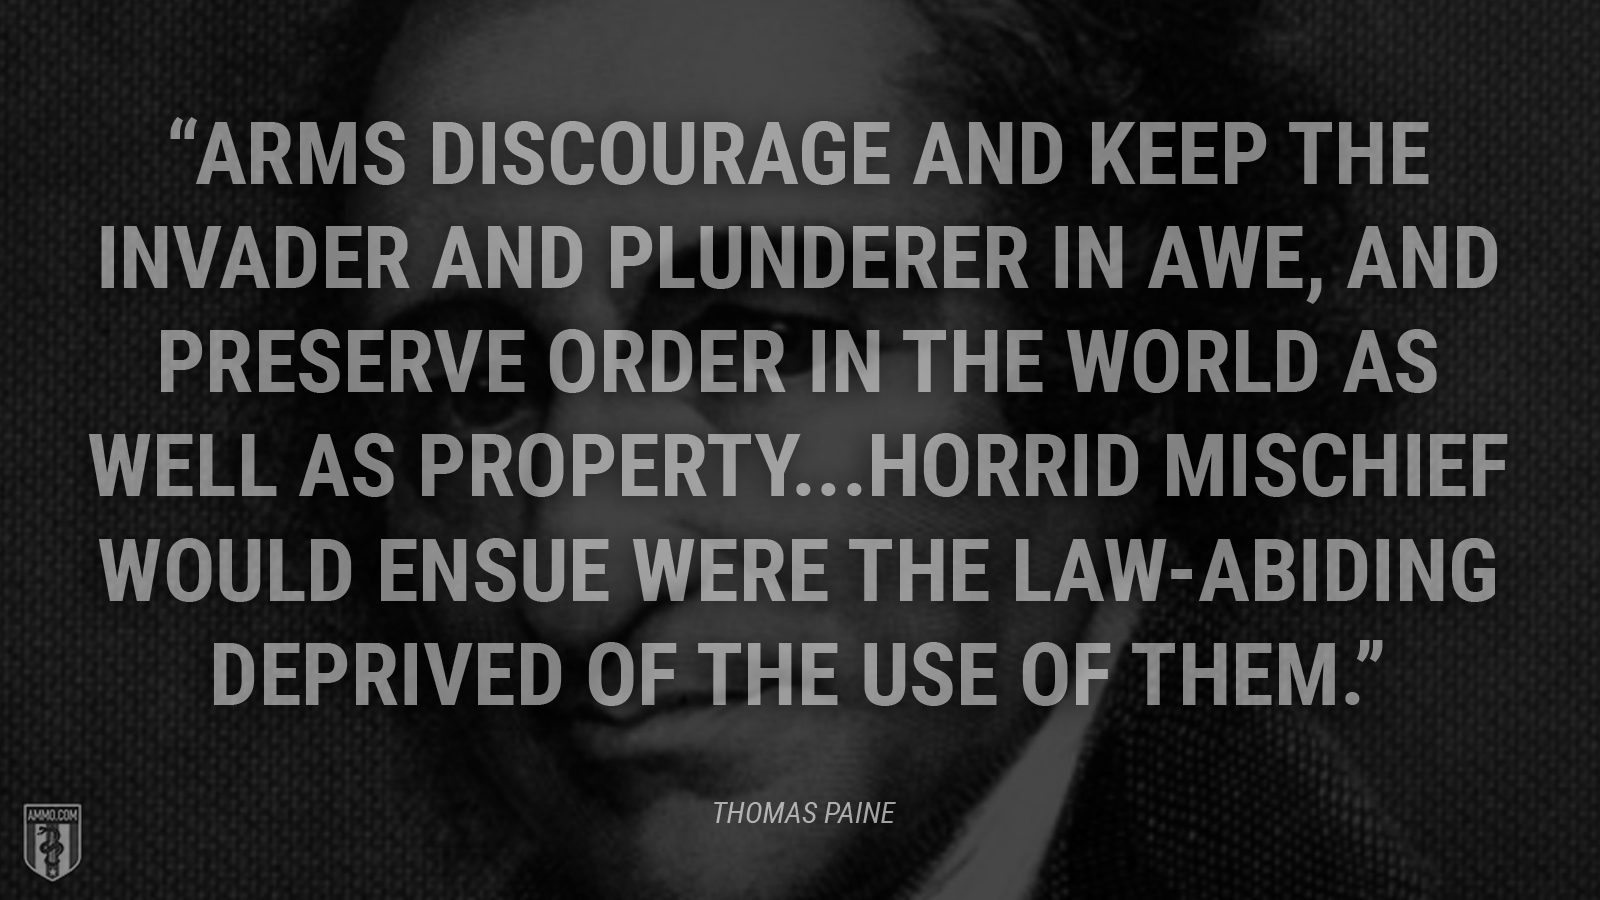 “ARMS DISCOURAGE AND KEEP THE
INVADER AND PLUNDERER IN AWE, AND
PRESERVE ORDER IN THE WORLD AS
WELL AS PROPERTY...HORRID MISCHIEF
WOULD ENSUE WERE THE LAW-ABIDING
DEPRIVED OF THE USE OF THEM.”
THOMAS PAINE
AMMO.COM